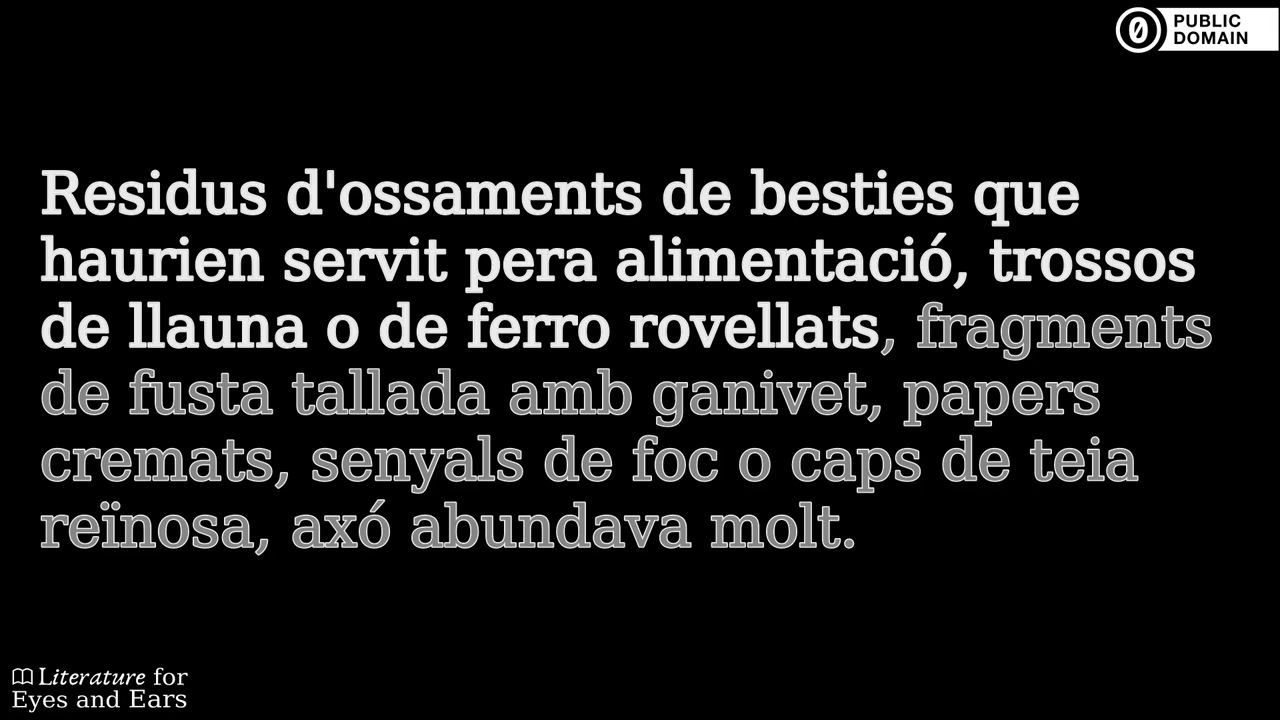 PUBLIC
DOMAIN
Residus d'ossaments de besties que
haurien servit pera alimentació, trossos
de llauna o de ferro rovellats, fragments
de fusta tallada amb ganivet, papers
cremats, senyals de foc o caps de teia
reïnosa, axó abundava molt.
Literature for
Eyes and Ears